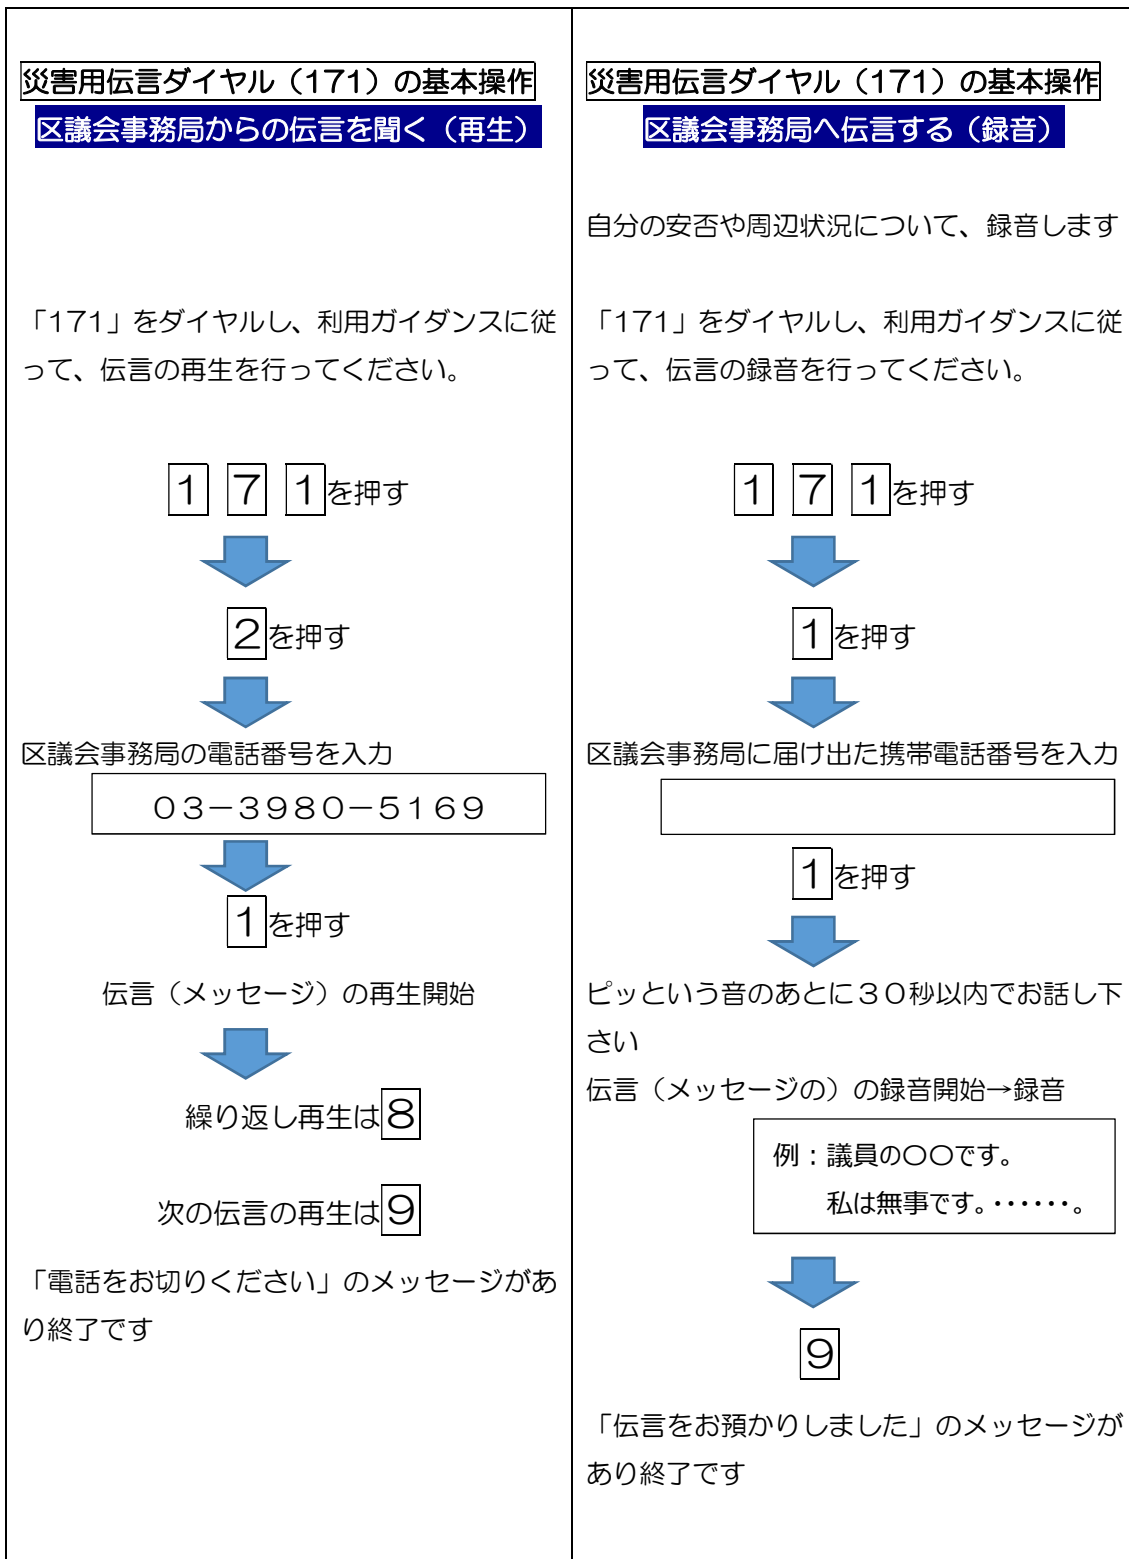 災害用伝言ダイヤル（171）の基本操作
区議会事務局からの伝言を聞く（再生）
「171」をダイヤルし、利用ガイダンスに従
って、伝言の再生を行ってください。
1 7 1を押す
2を押す
区議会事務局の電話番号を入力
０３－３９８０－５１６９
1を押す
伝言（メッセージ）の再生開始
繰り返し再生は8
次の伝言の再生は9
「電話をお切りください」のメッセージがあ
り終了です
災害用伝言ダイヤル（171）の基本操作
区議会事務局へ伝言する（録音）
自分の安否や周辺状況について、録音します
「171」をダイヤルし、利用ガイダンスに従
って、伝言の録音を行ってください。
1 7 1を押す
1を押す
区議会事務局に届け出た携帯電話番号を入力
1を押す
ピッという音のあとに３０秒以内でお話し下
さい
伝言（メッセージの）の録音開始→録音
例：議員の〇〇です。
私は無事です。・・・・・・。
9
「伝言をお預かりしました」のメッセージが
あり終了です